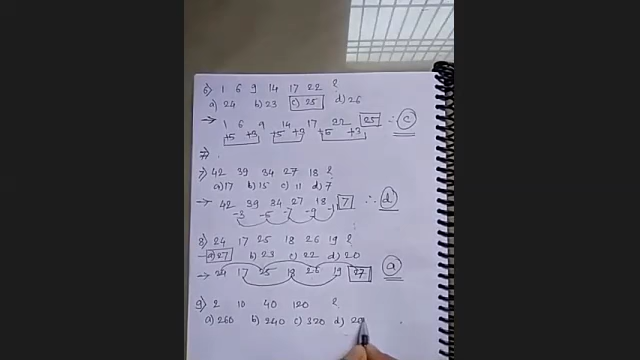 6) 1 6 9 14 17 22 ?
a) 24 b) 23 c) 25 d) 26
→ 1 6 9 14 17 22 25 ∴ c
+5 +3 +5 +3 +5 +3
7)
7) 42 39 34 27 18 ?
a) 17 b) 15 c) 11 d) 7
→ 42 39 34 27 18 7 ∴ d
-3 -5 -7 -9 -1
8) 24 17 25 18 26 19 ?
a) 27 b) 23 c) 22 d) 20
→ 24 17 25 18 26 19 27 a
9) 2 10 40 120 ?
a) 260 b) 240 c) 320 d)